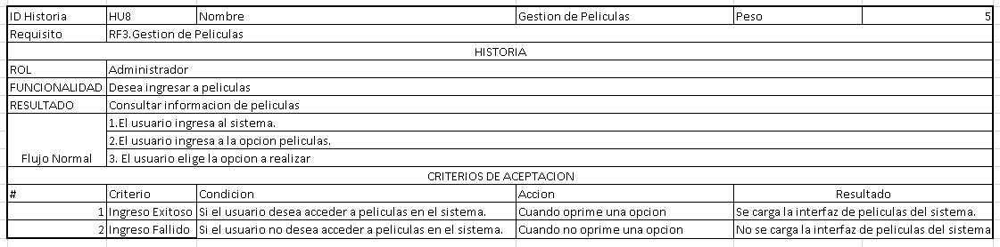 ID Historia HU8 Nombre Gestion de Peliculas Peso 5
Requisito RF3.Gestion de Peliculas
HISTORIA
ROL Administrador
FUNCIONALIDAD Desea ingresar a peliculas
RESULTADO Consultar informacion de peliculas
1.El usuario ingresa al sistema.
2.El usuario ingresa a la opcion peliculas.
Flujo Normal 3. El usuario elige la opcion a realizar
CRITERIOS DE ACEPTACION
# Criterio Condicion Accion Resultado
1 Ingreso Exitoso Si el usuario desea acceder a peliculas en el sistema. Cuando oprime una opcion Se carga la interfaz de peliculas del sistema.
2 Ingreso Fallido Si el usuario no desea acceder a peliculas en el sistema. Cuando no oprime una opcion No se carga la interfaz de peliculas del sistema